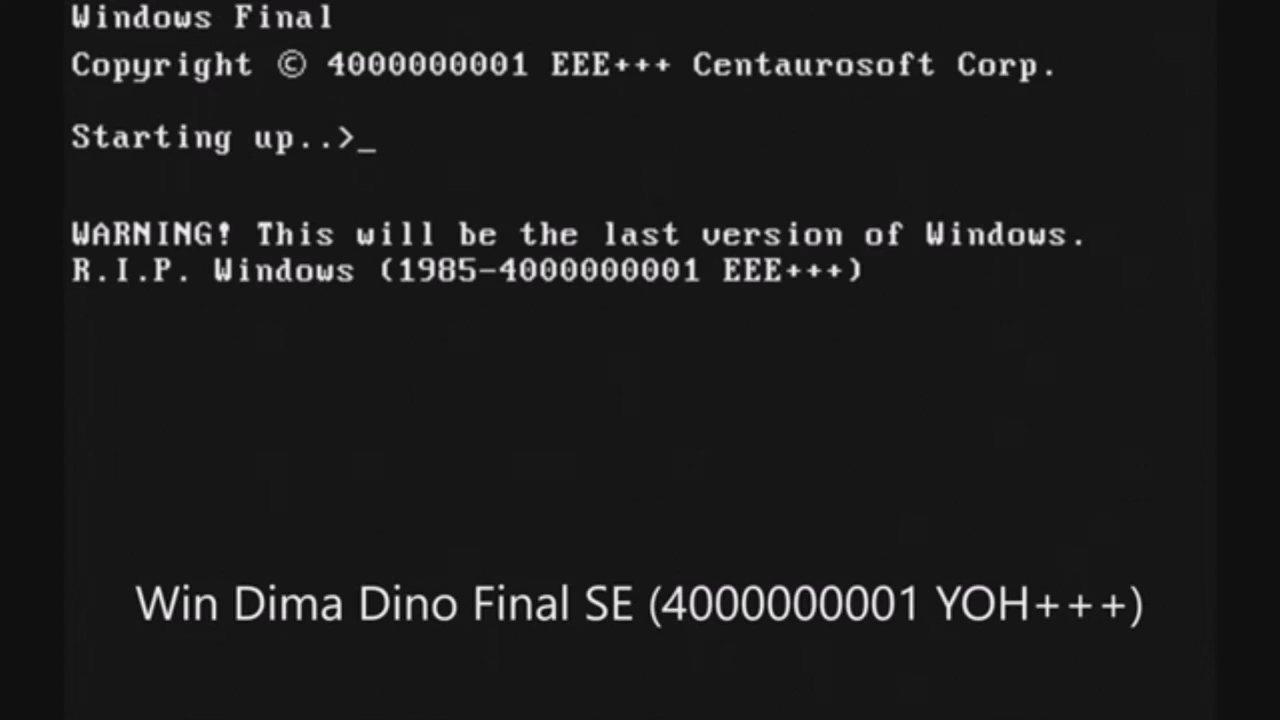 Windows Final
Copyright © 4000000001 EEE+++ Centaurosoft Corp.
Starting up..>_
WARNING! This will be the last version of Windows.
R.I.P. Windows (1985-4000000001 EEE+++)
Win Dima Dino Final SE (4000000001 YOH+++)